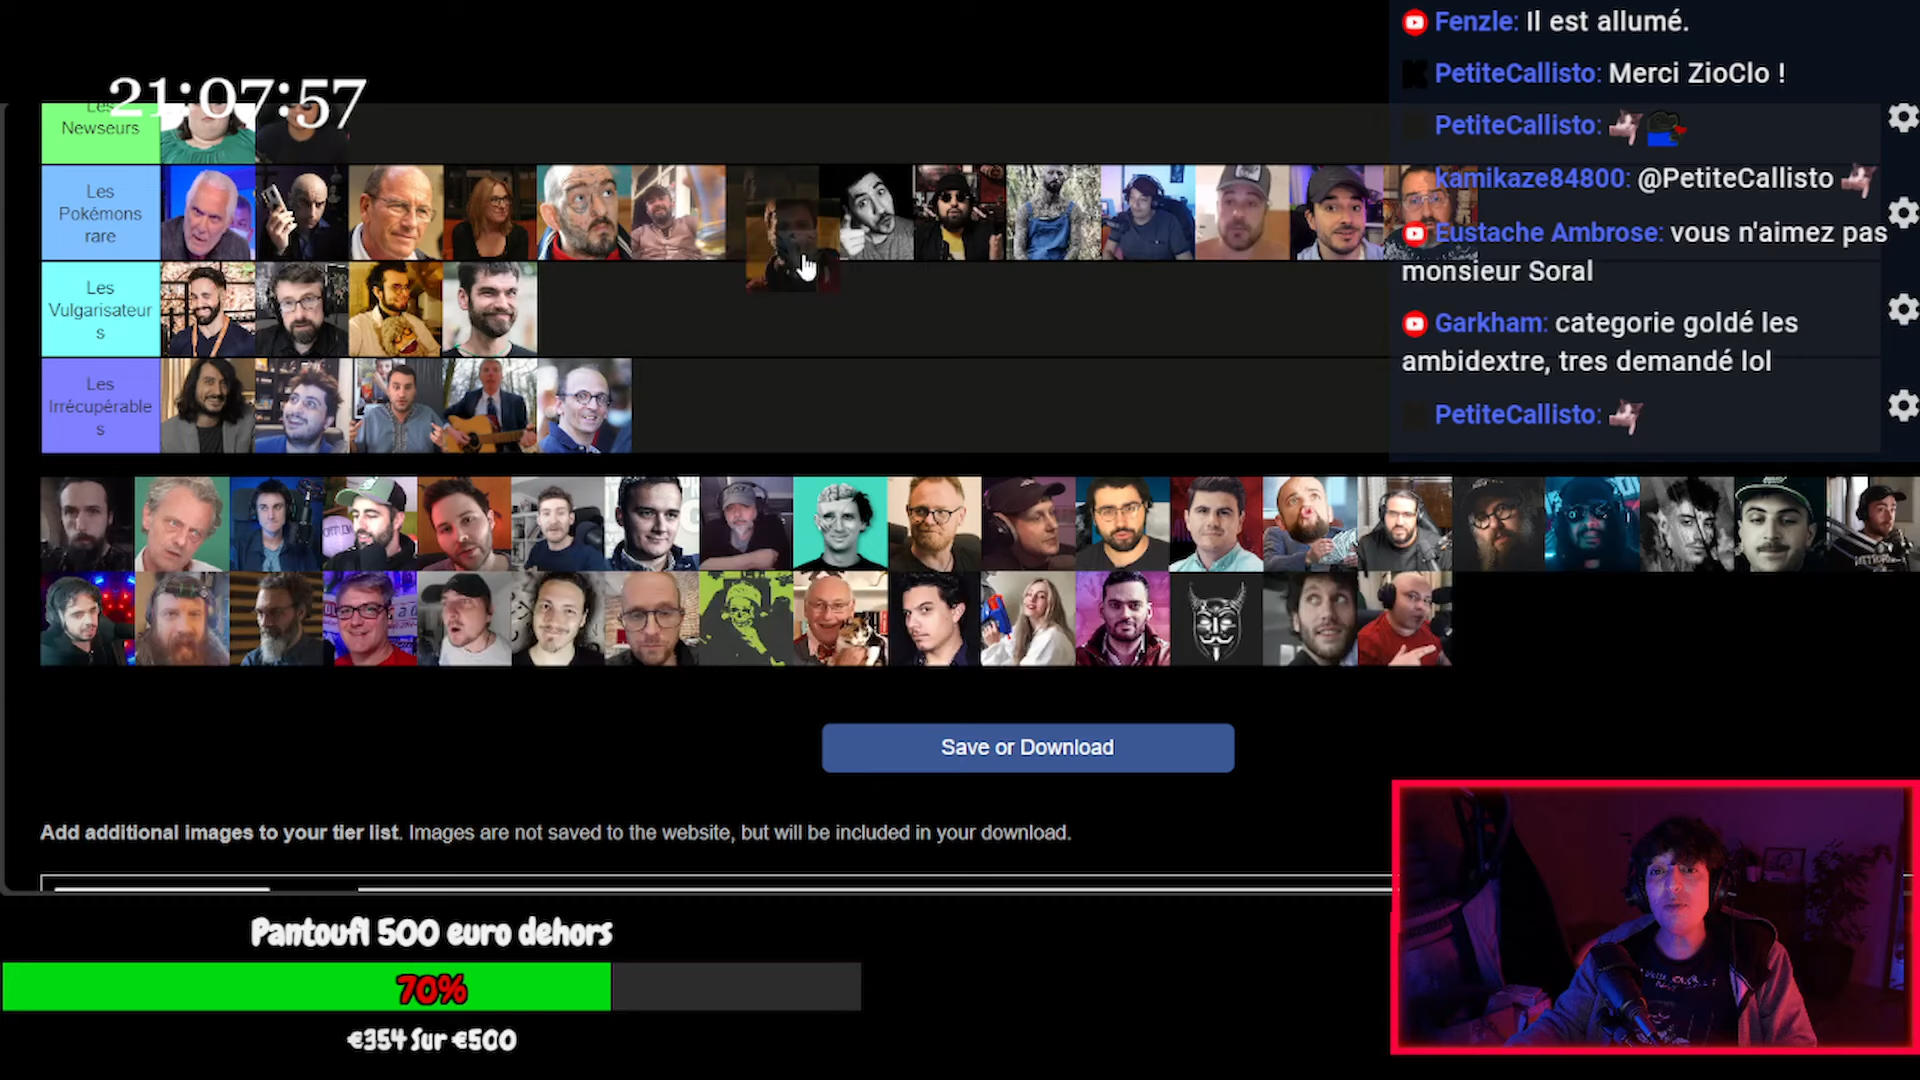 21:07:57
Les
Newseurs
Les
Pokémons
rare
Les
Vulgarisateur
s
Les
Irrécupérable
s
Fenzle: Il est allumé.
PetiteCallisto: Merci ZioClo !
PetiteCallisto:
kamikaze84800: @PetiteCallisto
Eustache Ambrose: vous n'aimez pas
monsieur Soral
Garkham: categorie goldé les
ambidextre, tres demandé lol
PetiteCallisto:
Save or Download
Add additional images to your tier list. Images are not saved to the website, but will be included in your download.
Pantoufl 500 euro dehors
70%
€354 Sur €500